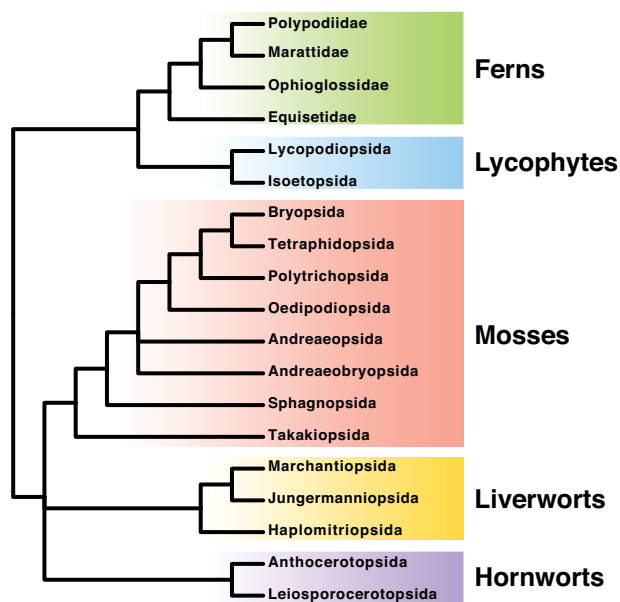 Polypodiidae
Marattidae
Ophioglossidae
Equisetidae
Ferns
Lycopodiopsida
Isoetopsida
Lycophytes
Bryopsida
Tetraphidopsida
Polytrichopsida
Oedipodiopsida
Andreaeopsida
Andreaeobryopsida
Sphagnopsida
Takakiopsida
Mosses
Marchantiopsida
Jungermanniopsida
Haplomitriopsida
Liverworts
Anthocerotopsida
Leiosporocerotopsida
Hornworts